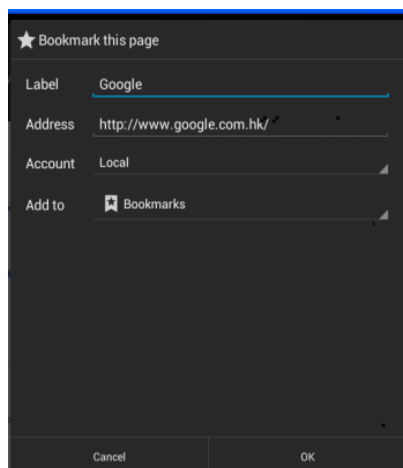 Bookmark this page
Label Google
Address http://www.google.com.hk/
Account Local
Add to Bookmarks
Cancel OK